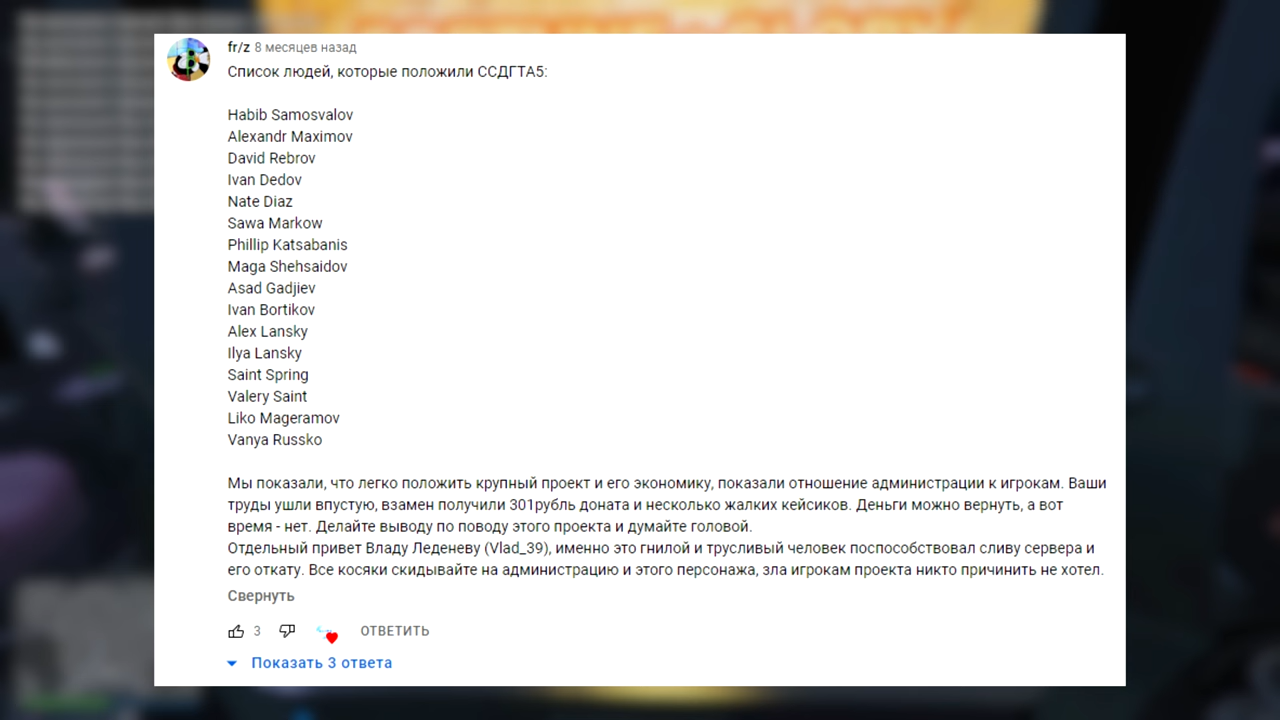 fr/z 8 месяцев назад
Список людей, которые положили ССДГТА5:
Habib Samosvalov
Alexandr Maximov
David Rebrov
Ivan Dedov
Nate Diaz
Sawa Markow
Phillip Katsabanis
Maga Shehsaidov
Asad Gadjiev
Ivan Bortikov
Alex Lansky
Ilya Lansky
Saint Spring
Valery Saint
Liko Mageramov
Vanya Russko
Мы показали, что легко положить крупный проект и его экономику, показали отношение администрации к игрокам. Ваши
труды ушли впустую, взамен получили 301рубль доната и несколько жалких кейсиков. Деньги можно вернуть, а вот
время - нет. Делайте выводу по поводу этого проекта и думайте головой.
Отдельный привет Владу Леденеву (Vlad_39), именно это гнилой и трусливый человек поспособствовал сливу сервера и
его откату. Все косяки скидывайте на администрацию и этого персонажа, зла игрокам проекта никто причинить не хотел.
Свернуть
3 ОТВЕТИТЬ
Показать 3 ответа